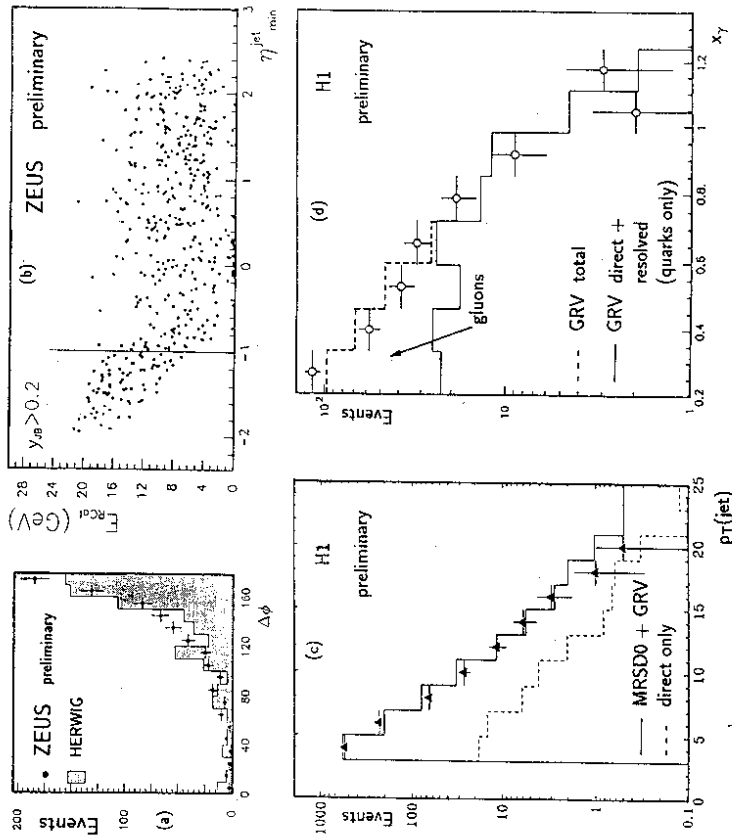 ZEUS
preliminary
HERWIG
Events
100
0
(a)
0
40
80
120
160
Δϕ
y_JB>0.2
(b)
ZEUS preliminary
E_RCal (GeV)
28
24
20
16
12
8
4
0
-2
-1
0
1
2
3
η^jet_min
(c)
H1
preliminary
Events
1000
100
10
1
0.1
MRSD0 + GRV
direct only
0
5
10
15
20
25
p_T(jet)
(d)
H1
preliminary
Events
10²
10
1
gluons
GRV total
GRV direct +
resolved
(quarks only)
0.2
0.4
0.6
0.8
1
1.2
x_γ